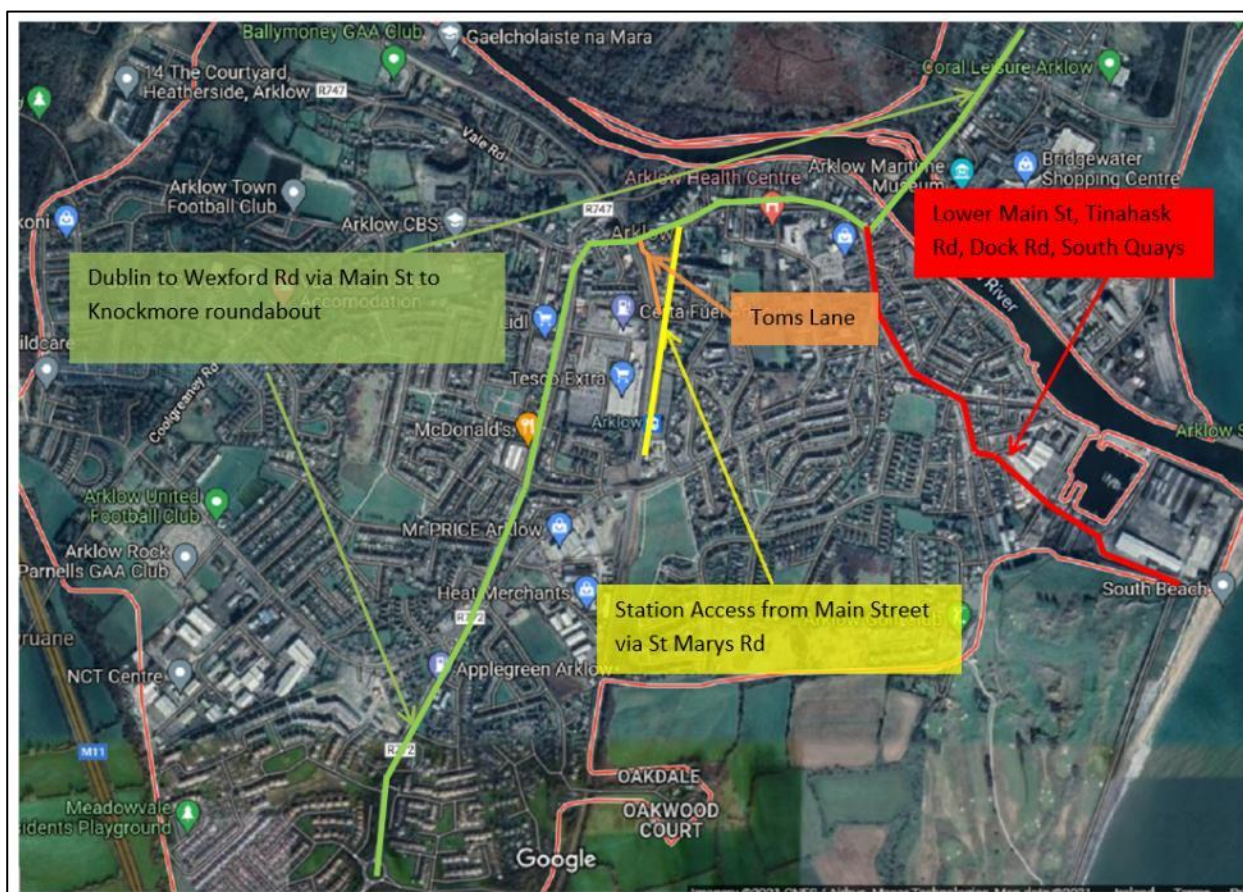 Ballymoney GAA Club
Gaelcholaiste na Mara
14 The Courtyard,
Heatherside, Arklow
R747
Coral Leisure Arklow
Vale Rd
Arklow Town
Football Club
Arklow CBS
R747
Arklow Health Centre
Arklow Maritime
Museum
Bridgewater
Shopping Centre
Lower Main St, Tinahask
Rd, Dock Rd, South Quays
River
Arklow
Dublin to Wexford Rd via Main St to
Knockmore roundabout
Accomodation
Lidl
Toms Lane
Tesco Extra
Coolgreaney Rd
McDonald's
Arklow
Arklow
Arklow United
Football Club
Mr PRICE Arklow
Arklow Rock
Parnells GAA Club
Heat Merchants
South Beach
Station Access from Main Street
via St Marys Rd
NCT Centre
Applegreen Arklow
M11
OAKDALE
OAKWOOD
COURT
Meadowvale
Playground
Google